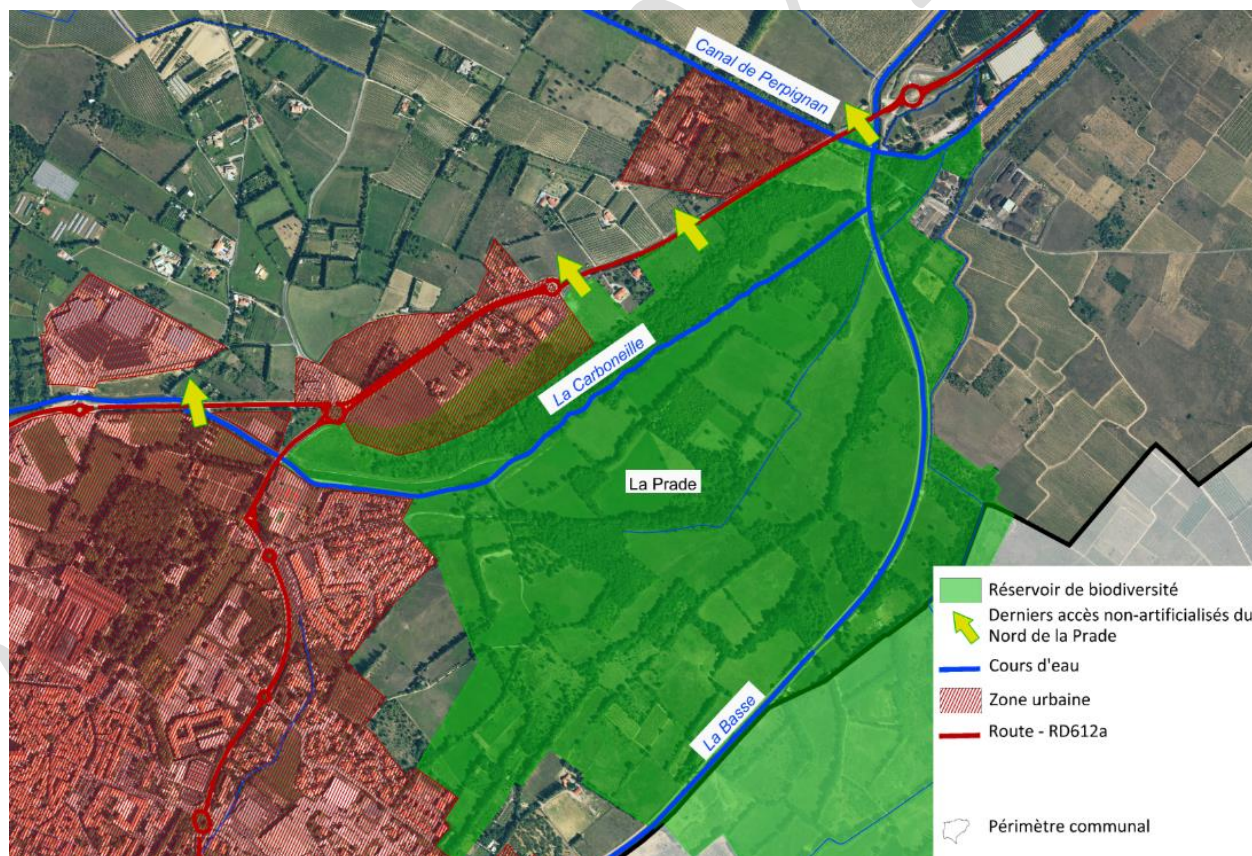 Canal de Perpignan
La Carboneille
La Prade
La Basse
Réservoir de biodiversité
Derniers accès non-artificialisés du
Nord de la Prade
Cours d'eau
Zone urbaine
Route - RD612a
Périmètre communal